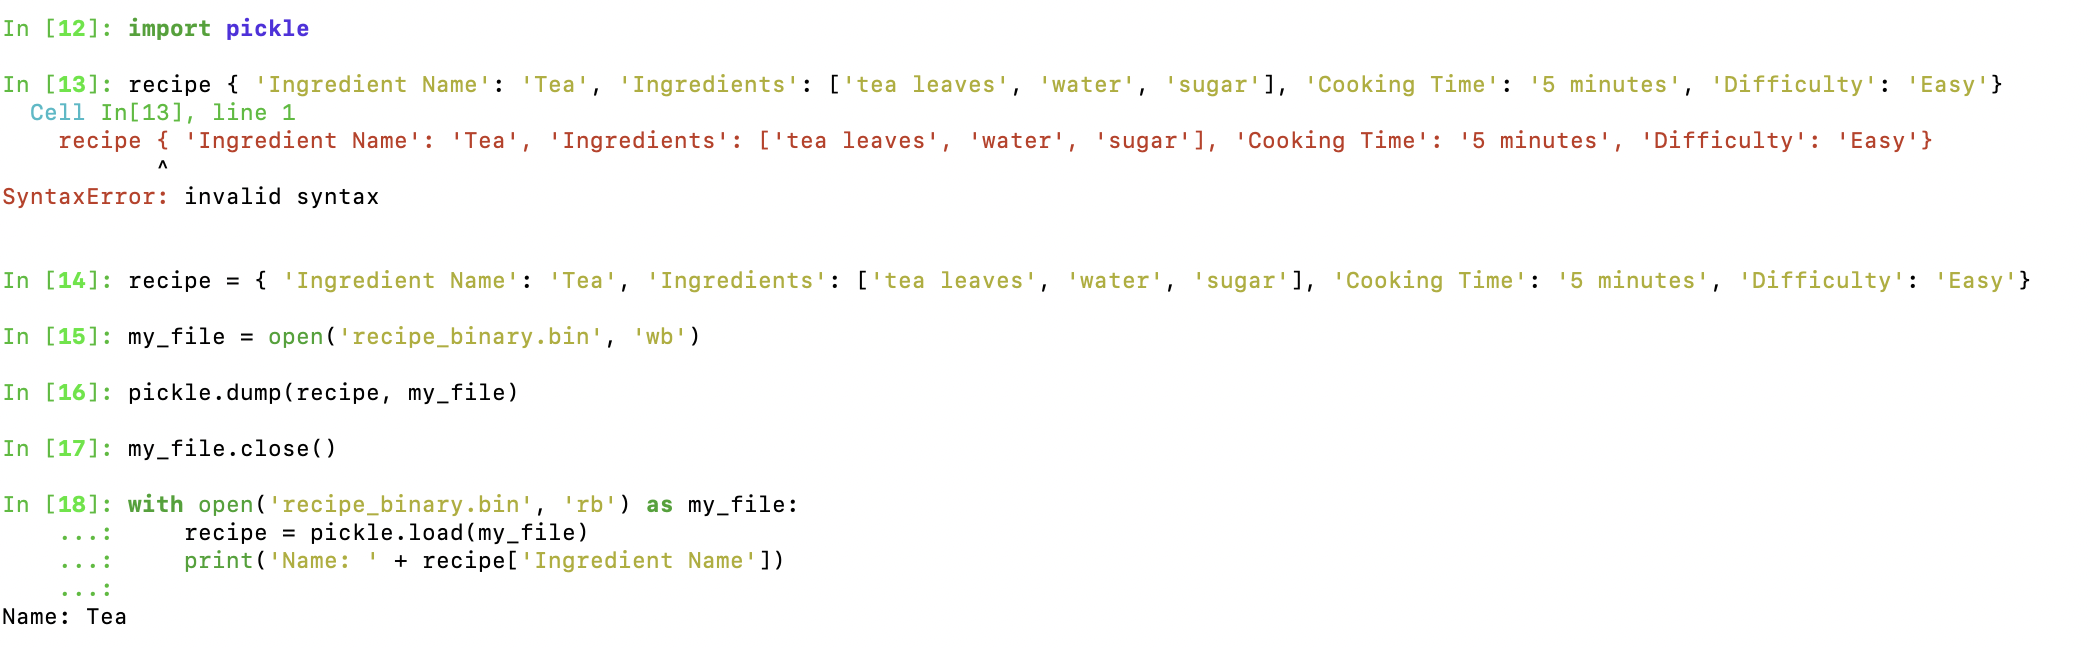 In [12]: import pickle
In [13]: recipe { 'Ingredient Name': 'Tea', 'Ingredients': ['tea leaves', 'water', 'sugar'], 'Cooking Time': '5 minutes', 'Difficulty': 'Easy'}
  Cell In[13], line 1
    recipe { 'Ingredient Name': 'Tea', 'Ingredients': ['tea leaves', 'water', 'sugar'], 'Cooking Time': '5 minutes', 'Difficulty': 'Easy'}
           ^
SyntaxError: invalid syntax
In [14]: recipe = { 'Ingredient Name': 'Tea', 'Ingredients': ['tea leaves', 'water', 'sugar'], 'Cooking Time': '5 minutes', 'Difficulty': 'Easy'}
In [15]: my_file = open('recipe_binary.bin', 'wb')
In [16]: pickle.dump(recipe, my_file)
In [17]: my_file.close()
In [18]: with open('recipe_binary.bin', 'rb') as my_file:
    ...:     recipe = pickle.load(my_file)
    ...:     print('Name: ' + recipe['Ingredient Name'])
    ...:
Name: Tea